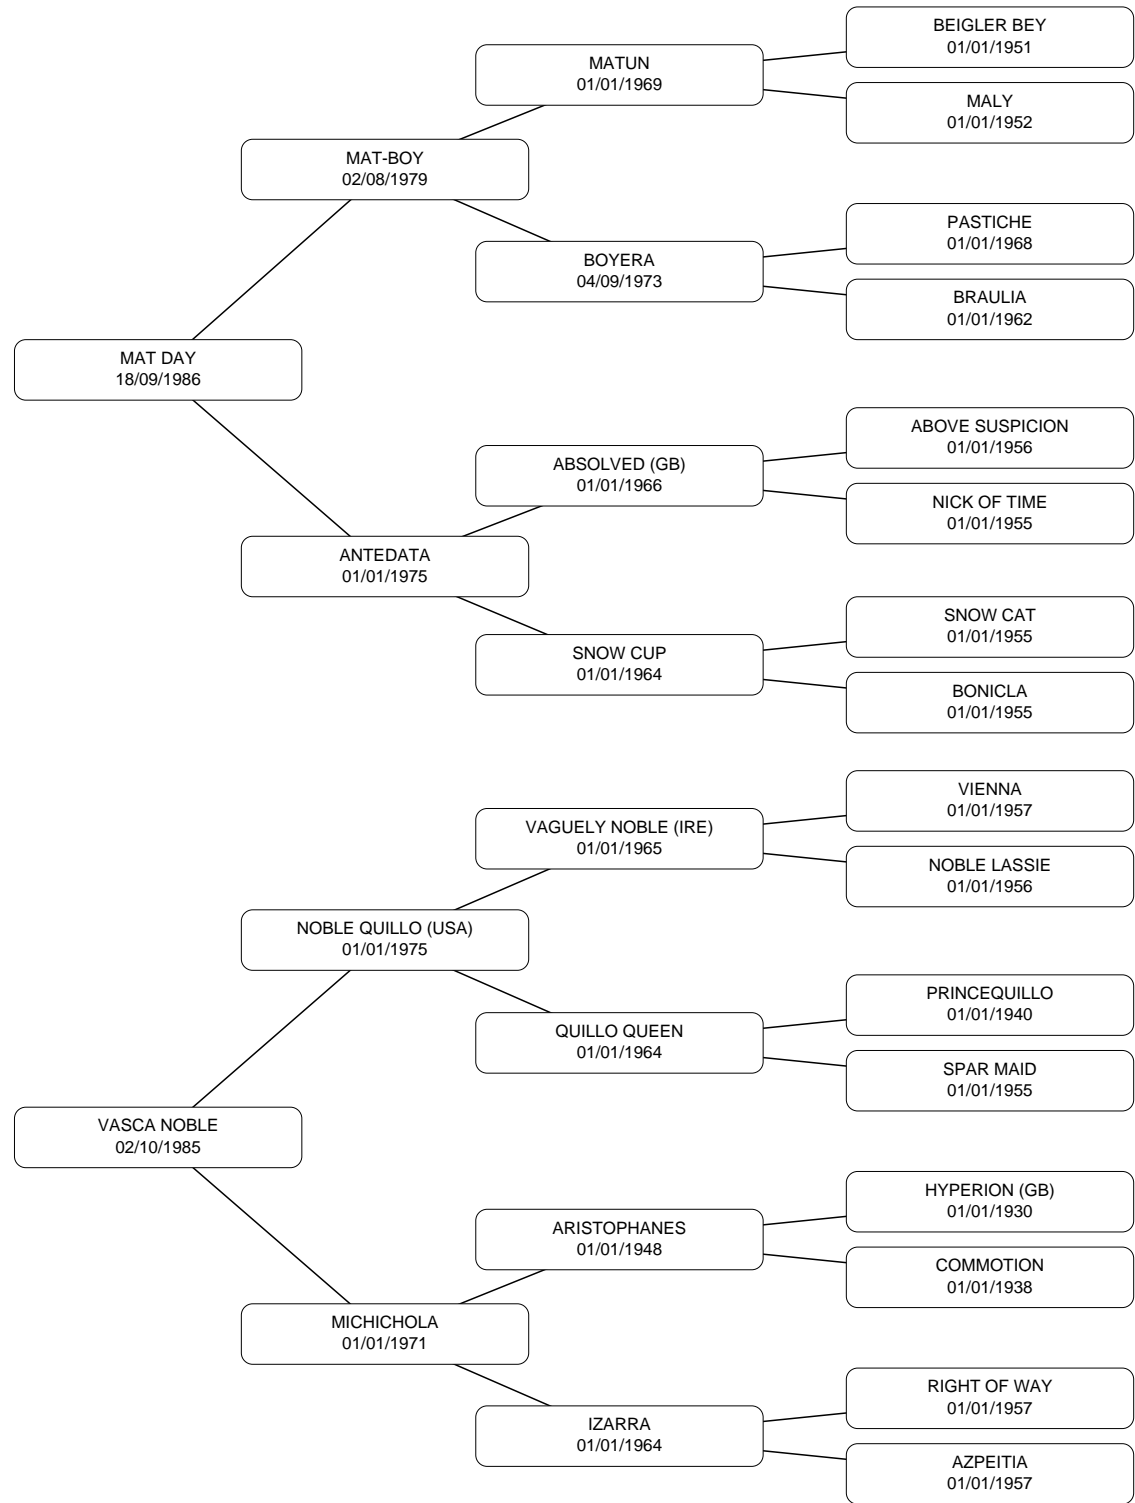 BEIGLER BEY
01/01/1951
MATUN
01/01/1969
MALY
01/01/1952
MAT-BOY
02/08/1979
PASTICHE
01/01/1968
BOYERA
04/09/1973
BRAULIA
01/01/1962
MAT DAY
18/09/1986
ABOVE SUSPICION
01/01/1956
ABSOLVED (GB)
01/01/1966
NICK OF TIME
01/01/1955
ANTEDATA
01/01/1975
SNOW CAT
01/01/1955
SNOW CUP
01/01/1964
BONICLA
01/01/1955
VIENNA
01/01/1957
VAGUELY NOBLE (IRE)
01/01/1965
NOBLE LASSIE
01/01/1956
NOBLE QUILLO (USA)
01/01/1975
PRINCEQUILLO
01/01/1940
QUILLO QUEEN
01/01/1964
SPAR MAID
01/01/1955
VASCA NOBLE
02/10/1985
HYPERION (GB)
01/01/1930
ARISTOPHANES
01/01/1948
COMMOTION
01/01/1938
MICHICHOLA
01/01/1971
RIGHT OF WAY
01/01/1957
IZARRA
01/01/1964
AZPEITIA
01/01/1957